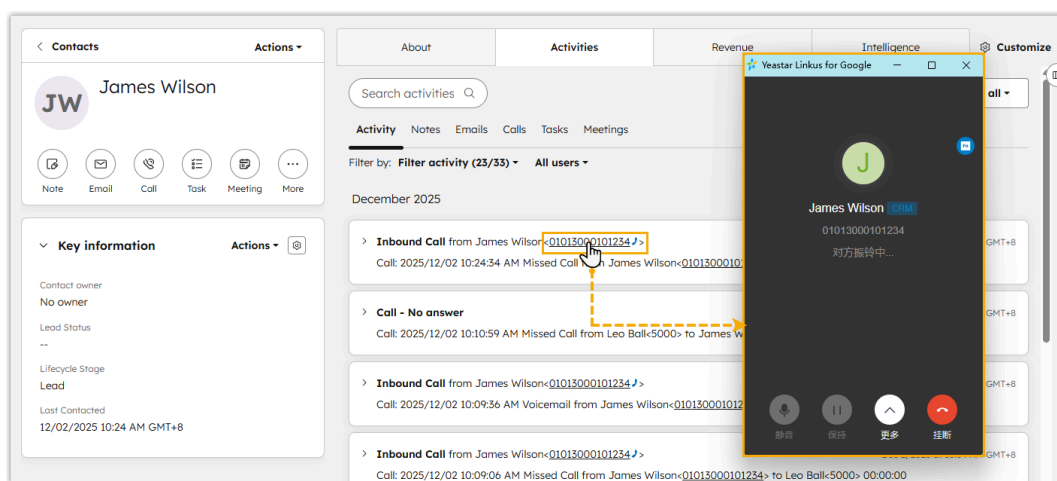 Contacts
Actions
JW
James Wilson
Note
Email
Call
Task
Meeting
More
Key information
Actions
Contact owner
No owner
Lead Status
--
Lifecycle Stage
Lead
Last Contacted
12/02/2025 10:24 AM GMT+8
About
Activities
Revenue
Intelligence
Customize
Search activities
all
Activity
Notes
Emails
Calls
Tasks
Meetings
Filter by: Filter activity (23/33)
All users
December 2025
Inbound Call from James Wilson<01013000101234>
GMT+8
Call: 2025/12/02 10:24:34 AM Missed Call from James Wilson<0101300010
Call - No answer
GMT+8
Call: 2025/12/02 10:10:59 AM Missed Call from Leo Ball<5000> to James W
Inbound Call from James Wilson<01013000101234>
GMT+8
Call: 2025/12/02 10:09:36 AM Voicemail from James Wilson<010130001012
Inbound Call from James Wilson<01013000101234>
GMT+8
Call: 2025/12/02 10:09:06 AM Missed Call from James Wilson<01013000101234> to Leo Ball<5000> 00:00:00
Yeastar Linkus for Google
J
James Wilson CRM
01013000101234
对方振铃中...
静音
保持
更多
挂断